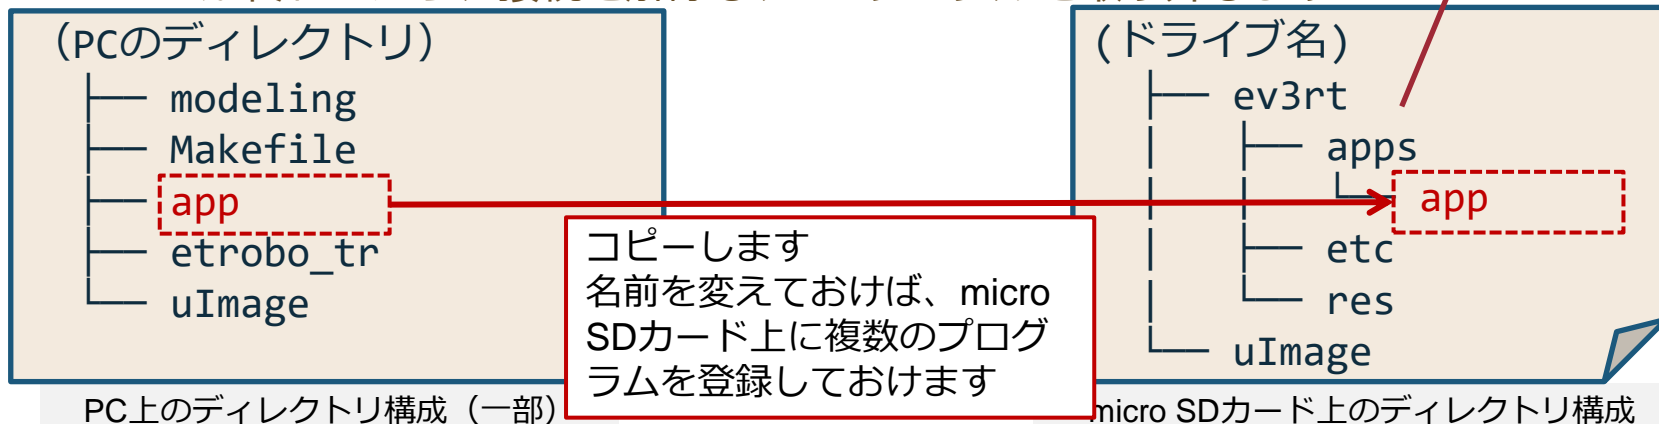 （PCのディレクトリ）
├── modeling
├── Makefile
├── app
├── etrobo_tr
└── uImage
PC上のディレクトリ構成（一部）
コピーします
名前を変えておけば、micro
SDカード上に複数のプログ
ラムを登録しておけます
(ドライブ名)
├── ev3rt
│   ├── apps
│   │   └── app
│   ├── etc
│   └── res
└── uImage
micro SDカード上のディレクトリ構成